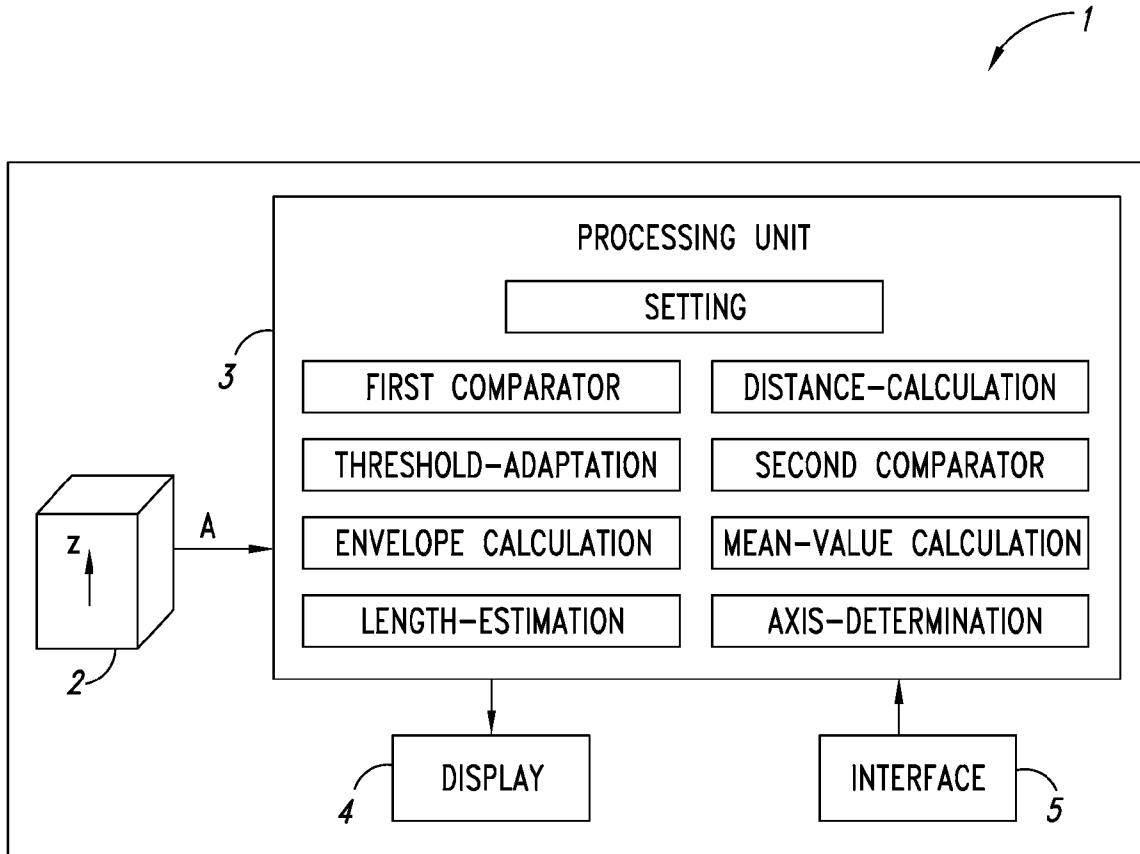 1
PROCESSING UNIT
SETTING
3
FIRST COMPARATOR
DISTANCE-CALCULATION
THRESHOLD-ADAPTATION
SECOND COMPARATOR
z
A
ENVELOPE CALCULATION
MEAN-VALUE CALCULATION
LENGTH-ESTIMATION
AXIS-DETERMINATION
2
DISPLAY
4
INTERFACE
5